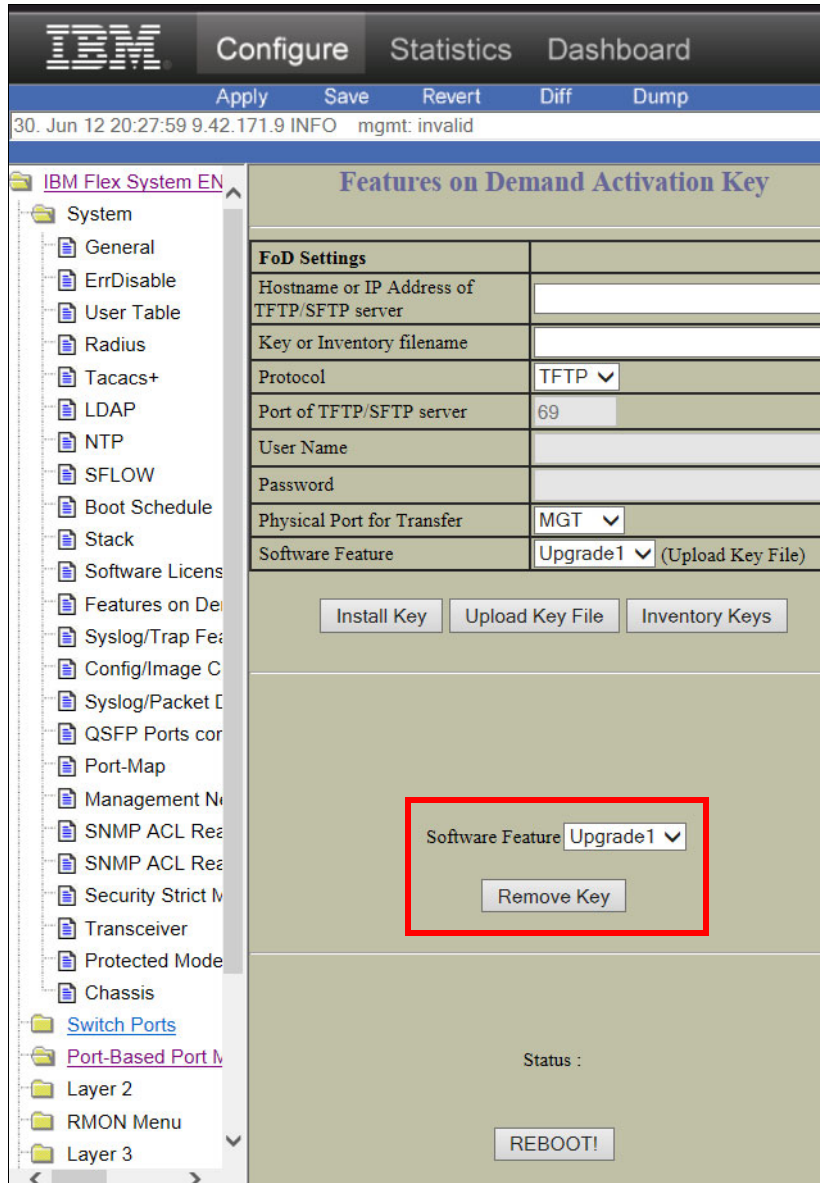 IBM. Configure Statistics Dashboard
Apply Save Revert Diff Dump
30. Jun 12 20:27:59 9.42.171.9 INFO mgmt: invalid
IBM Flex System EN
System
General
ErrDisable
User Table
Radius
Tacacs+
LDAP
NTP
SFLOW
Boot Schedule
Stack
Software Licens
Features on De
Syslog/Trap Fea
Config/Image C
Syslog/Packet D
QSFP Ports con
Port-Map
Management Ne
SNMP ACL Rea
SNMP ACL Rea
Security Strict M
Transceiver
Protected Mode
Chassis
Switch Ports
Port-Based Port M
Layer 2
RMON Menu
Layer 3
Features on Demand Activation Key
FoD Settings
Hostname or IP Address of
TFTP/SFTP server
Key or Inventory filename
Protocol TFTP
Port of TFTP/SFTP server 69
User Name
Password
Physical Port for Transfer MGT
Software Feature Upgrade1 (Upload Key File)
Install Key Upload Key File Inventory Keys
Software Feature Upgrade1
Remove Key
Status :
REBOOT!